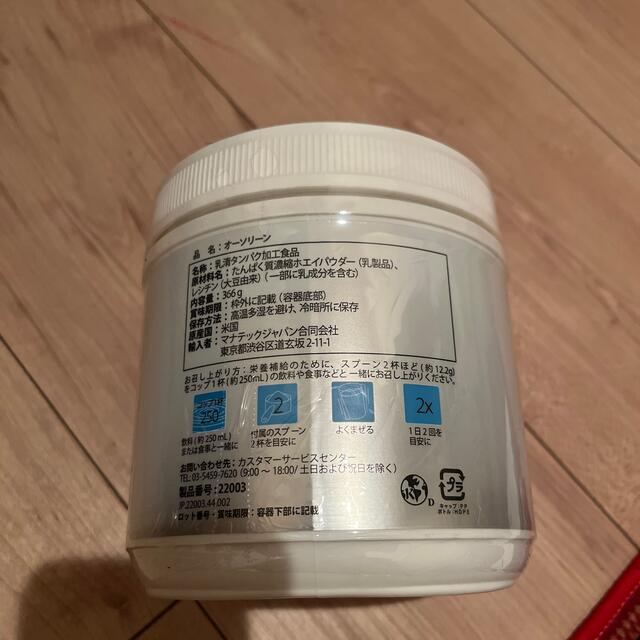 品 名：オーソリーン
名称：乳清タンパク加工食品
原材料名：たんぱく質濃縮ホエイパウダー（乳製品）、
レシチン（大豆由来）（一部に乳成分を含む）
内容量：366 g
賞味期限：枠外に記載（容器底部）
保存方法：高温多湿を避け、冷暗所に保存
原産国：米国
輸入者：マナテックジャパン合同会社
東京都渋谷区道玄坂 2-11-1
お召し上がり方：栄養補給のために、スプーン 2 杯ほど（約 12.2g）
をコップ1 杯（約 250mL）の飲料や食事などと一緒にお召し上がりください。
250
2
2x
飲料（約 250 mL）
または食事と一緒に
付属のスプーン
2 杯を目安に
よくまぜる
1日 2 回を
目安に
お問い合わせ先：カスタマーサービスセンター
TEL: 03-5459-7620 (9:00 ～ 18:00/ 土日および祝日を除く)
製品番号：22003
JP.22003.44 002
ロット番号：賞味期限：容器下部に記載
D
プラ
キャップ：PP
ボトル：HDPE